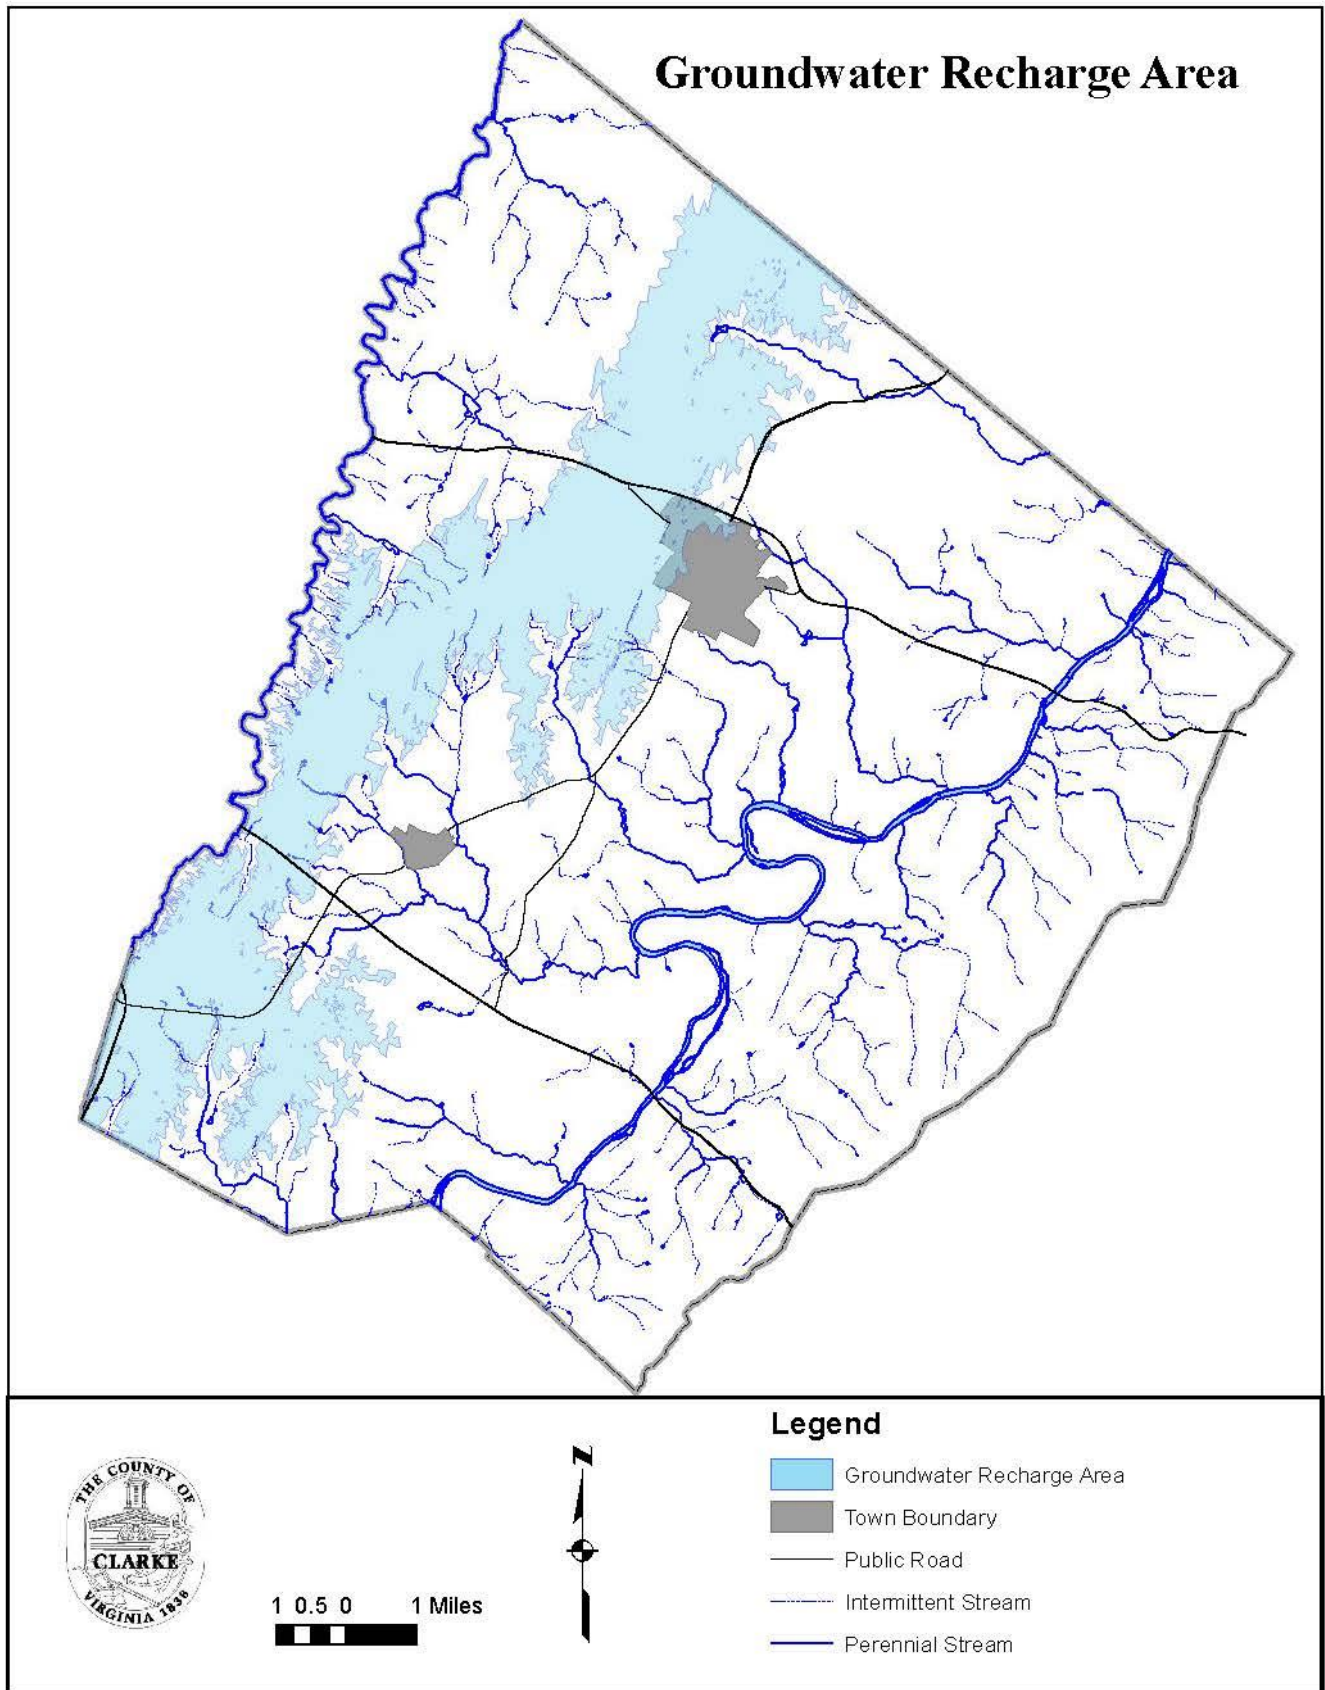 Groundwater Recharge Area
THE COUNTY OF
CLARKE
VIRGINIA 1836
1 0.5 0 1 Miles
N
Legend
Groundwater Recharge Area
Town Boundary
Public Road
Intermittent Stream
Perennial Stream